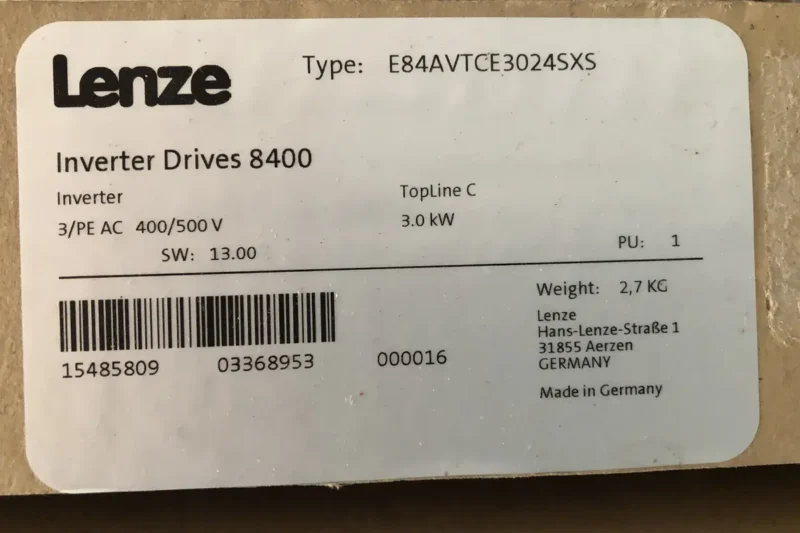 Lenze
Type: E84AVTCE3024SXS
Inverter Drives 8400
Inverter
TopLine C
3/PE AC 400/500 V
3.0 kW
SW: 13.00
PU: 1
Weight: 2,7 KG
Lenze
Hans-Lenze-Straße 1
31855 Aerzen
GERMANY
Made in Germany
15485809 03368953 000016